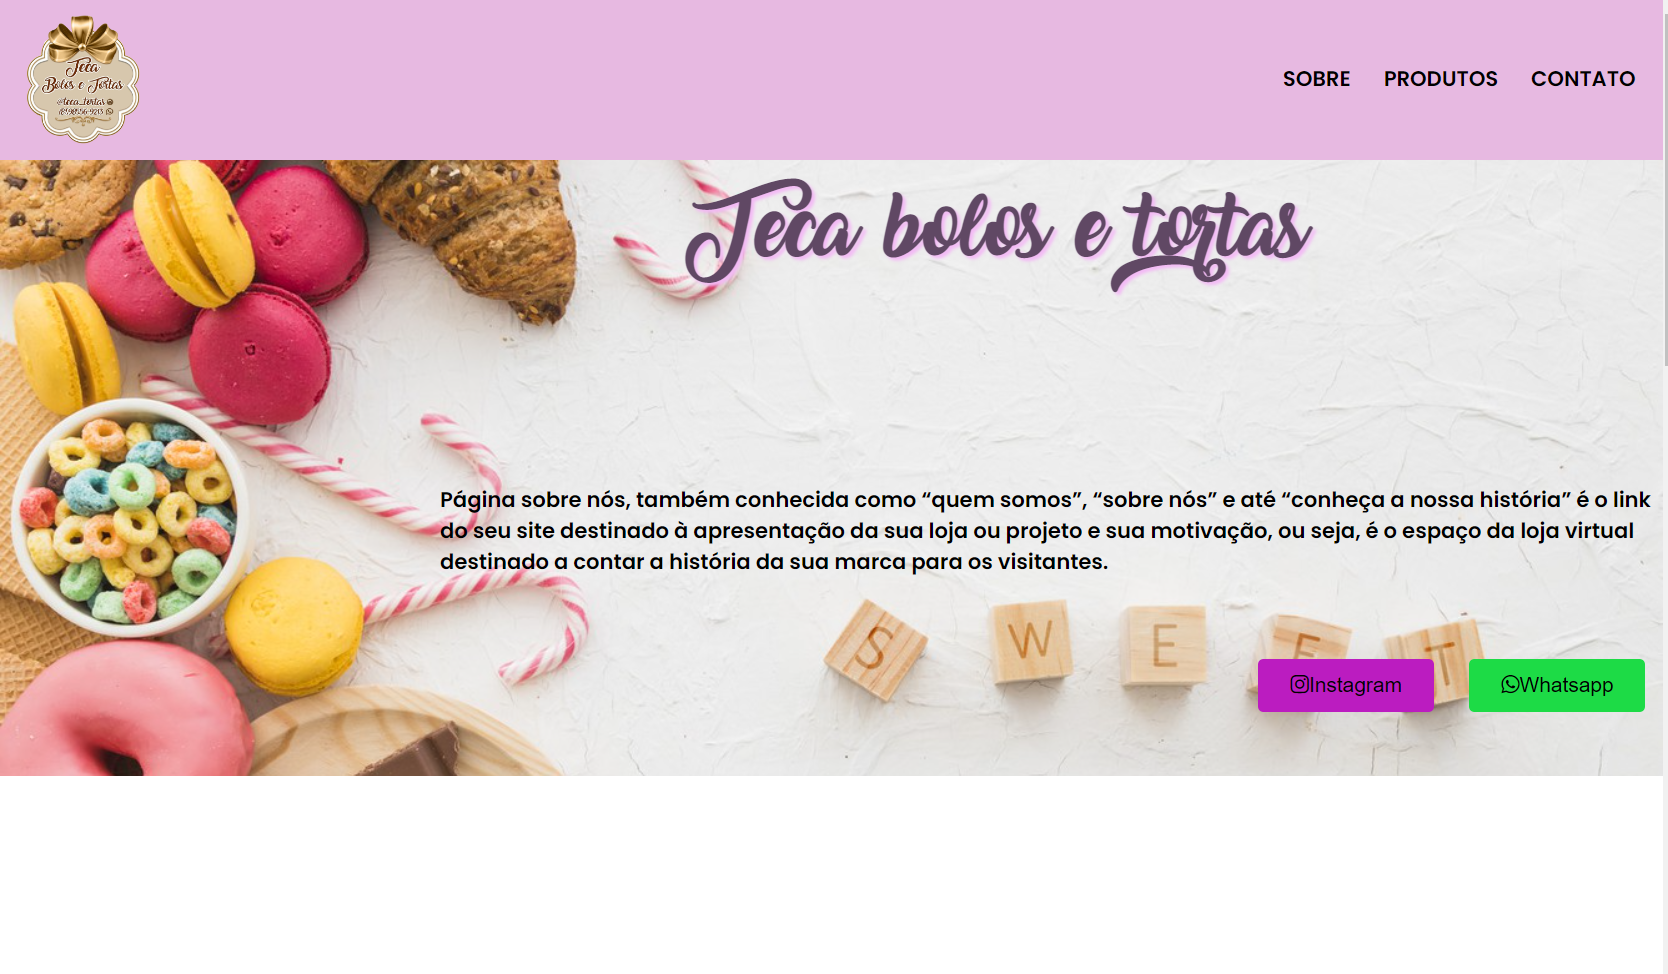 Teca
Bolos e Tortas
@teca_tortas
SOBRE PRODUTOS CONTATO
Teca bolos e tortas
Página sobre nós, também conhecida como “quem somos”, “sobre nós” e até “conheça a nossa história” é o link
do seu site destinado à apresentação da sua loja ou projeto e sua motivação, ou seja, é o espaço da loja virtual
destinado a contar a história da sua marca para os visitantes.
S W E E T
Instagram Whatsapp